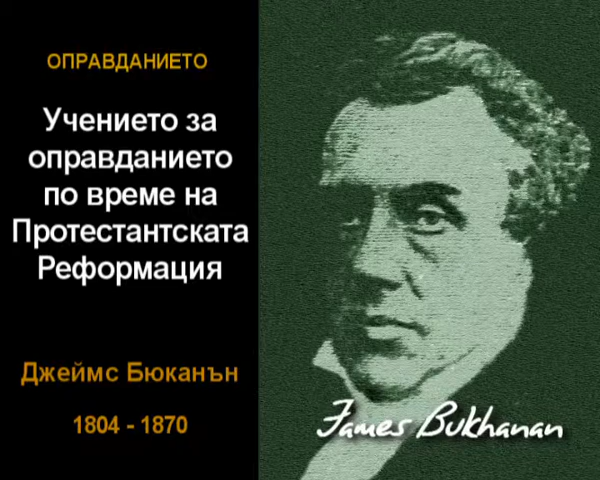 ОПРАВДАНИЕТО
Учението за
оправданието
по време на
Протестантската
Реформация
Джеймс Бюканън
1804 - 1870
James Bukhanan